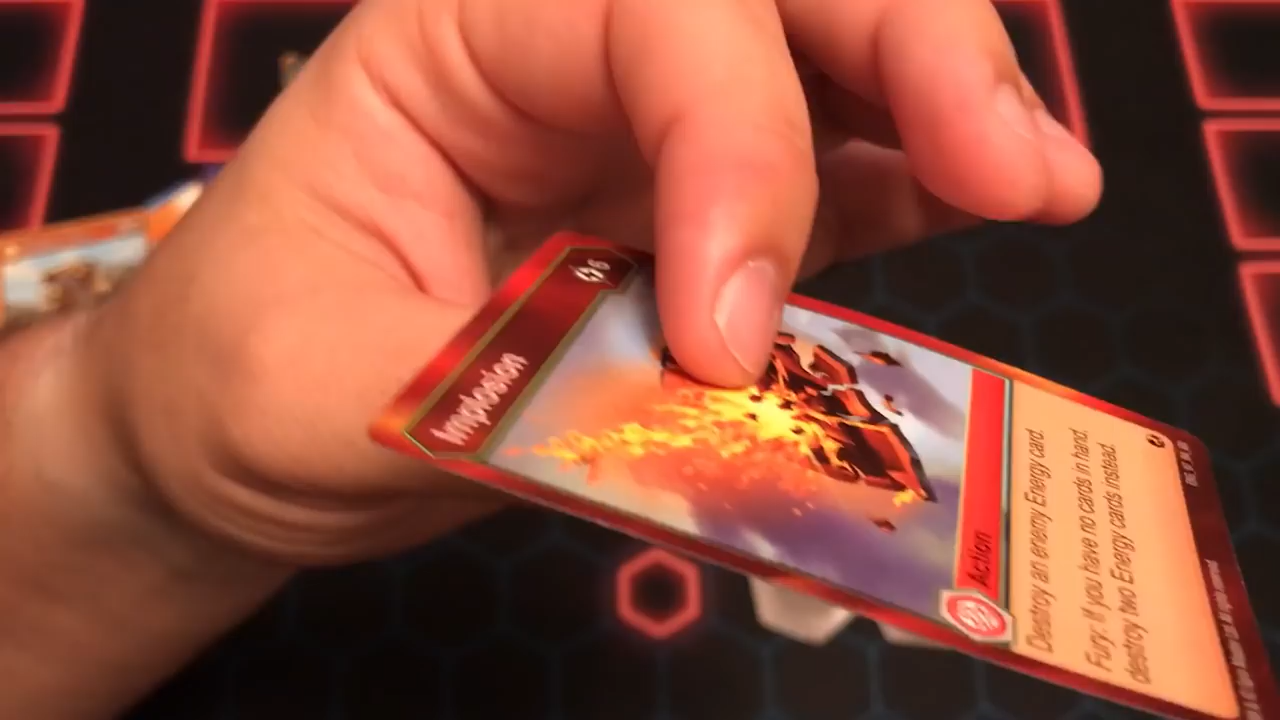 Implosion
6
Action
Destroy an enemy Energy card.
Fury: If you have no cards in hand,
destroy two Energy cards instead.